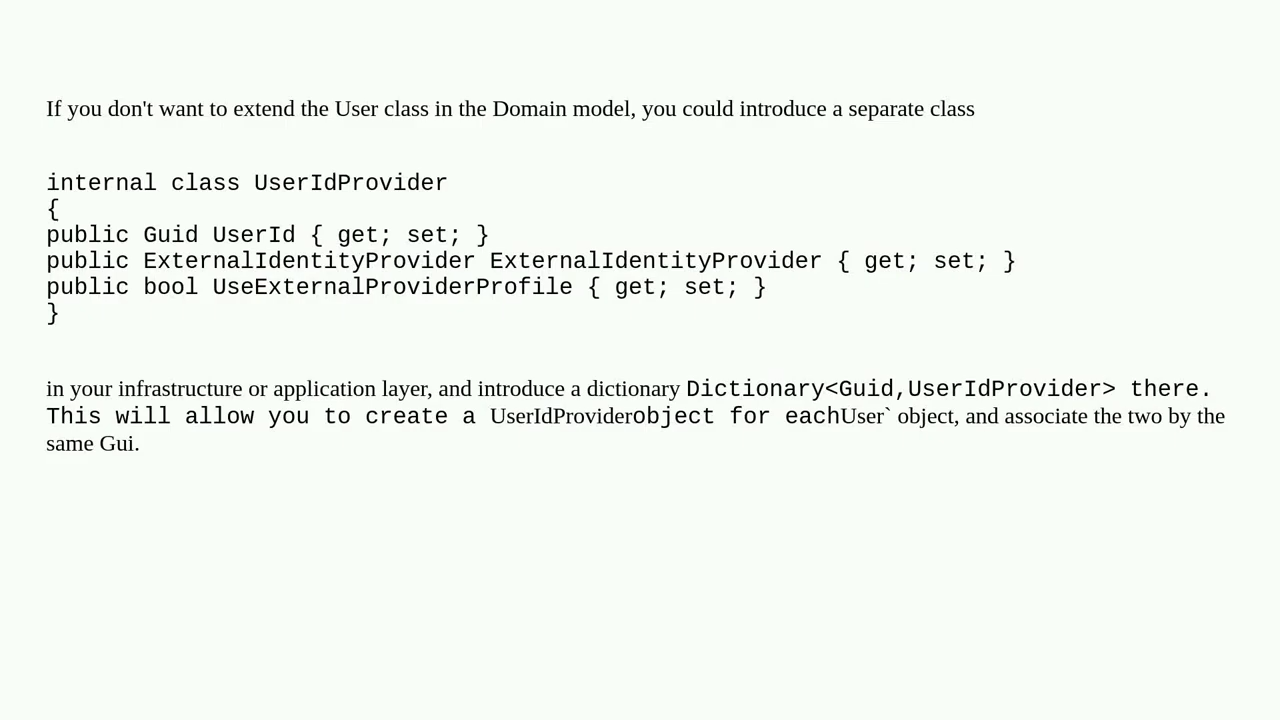 If you don't want to extend the User class in the Domain model, you could introduce a separate class
internal class UserIdProvider
{
public Guid UserId { get; set; }
public ExternalIdentityProvider ExternalIdentityProvider { get; set; }
public bool UseExternalProviderProfile { get; set; }
}
in your infrastructure or application layer, and introduce a dictionary Dictionary<Guid,UserIdProvider> there.
This will allow you to create a UserIdProviderobject for eachUser` object, and associate the two by the
same Gui.